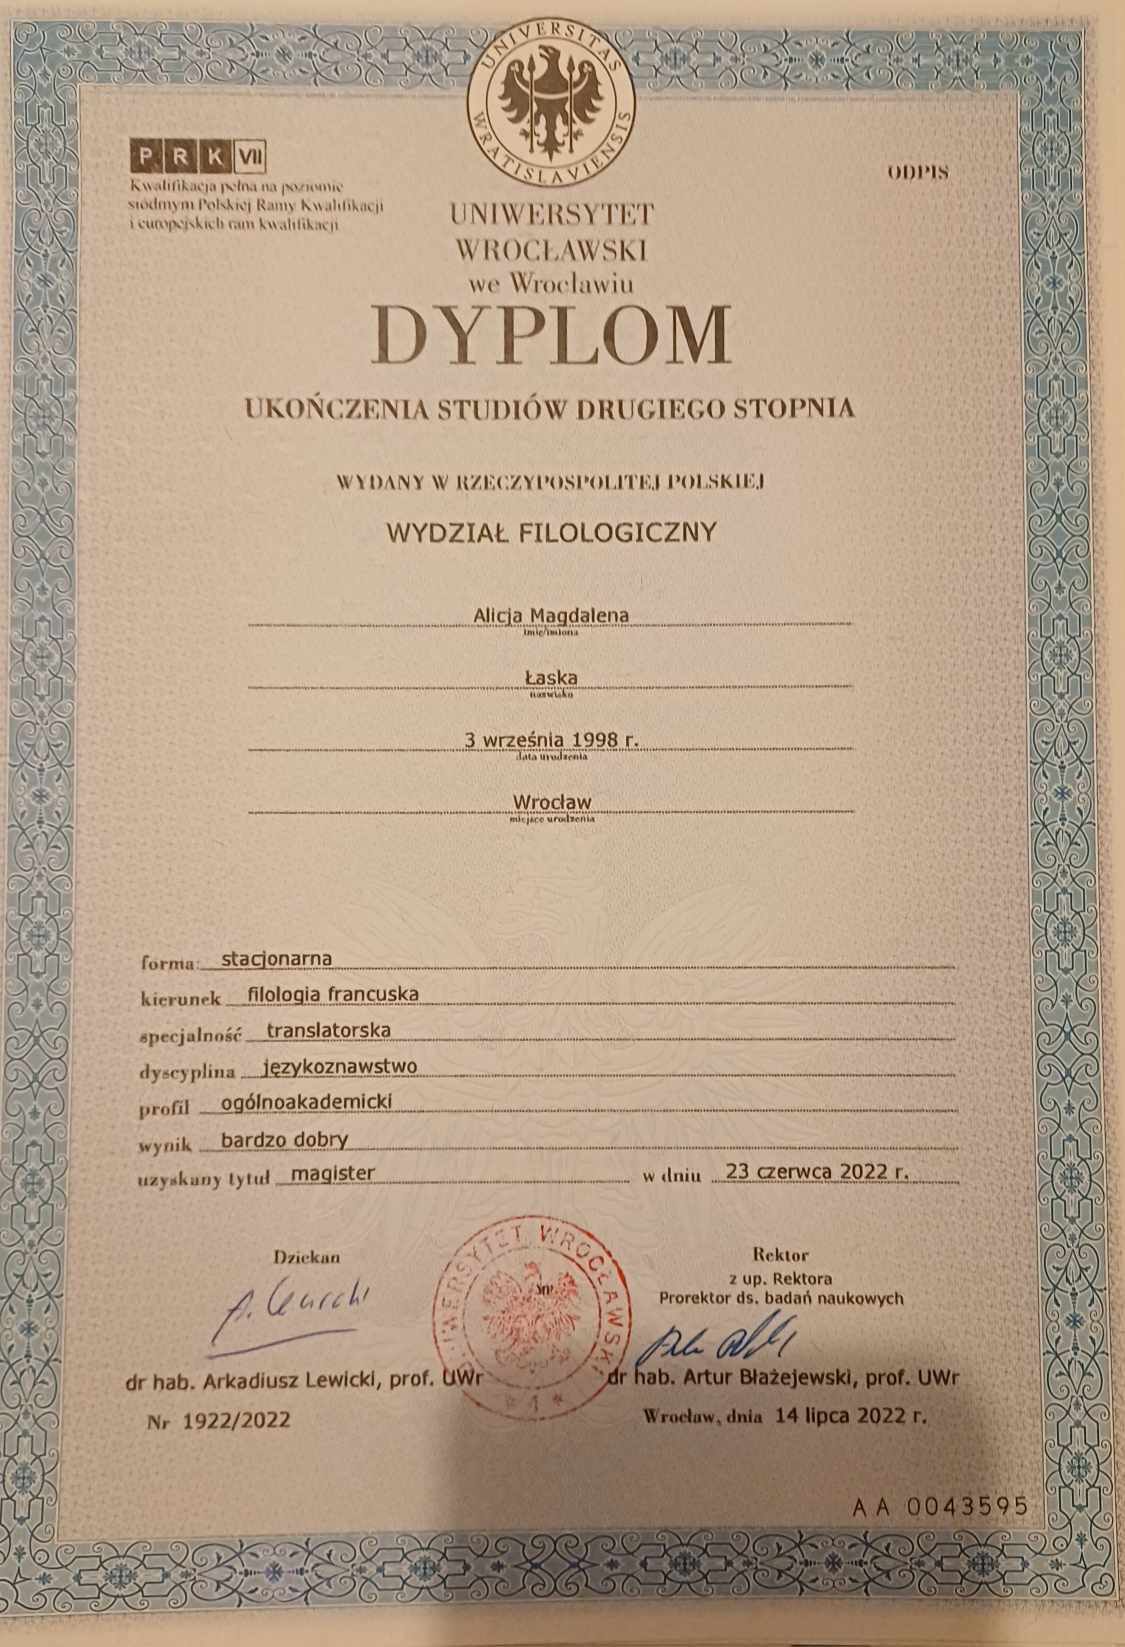 UNIVERSITAS WRATISLAVIENSIS
PRK VII
Kwalifikacja pełna na poziomie
siódmym Polskiej Ramy Kwalifikacji
i europejskich ram kwalifikacji
ODPIS
UNIWERSYTET
WROCŁAWSKI
we Wrocławiu
DYPLOM
UKOŃCZENIA STUDIÓW DRUGIEGO STOPNIA
WYDANY W RZECZYPOSPOLITEJ POLSKIEJ
WYDZIAŁ FILOLOGICZNY
Alicja Magdalena
imię/imiona
Łaska
nazwisko
3 września 1998 r.
data urodzenia
Wrocław
miejsce urodzenia
forma: stacjonarna
kierunek filologia francuska
specjalność translatorska
dyscyplina językoznawstwo
profil ogólnoakademicki
wynik bardzo dobry
uzyskany tytuł magister w dniu 23 czerwca 2022 r.
Dziekan
Rektor
z up. Rektora
Prorektor ds. badań naukowych
UNIWERSYTET WROCŁAWSKI
* 4 *
dr hab. Arkadiusz Lewicki, prof. UWr
dr hab. Artur Błażejewski, prof. UWr
Nr 1922/2022
Wrocław, dnia 14 lipca 2022 r.
AA 0043595